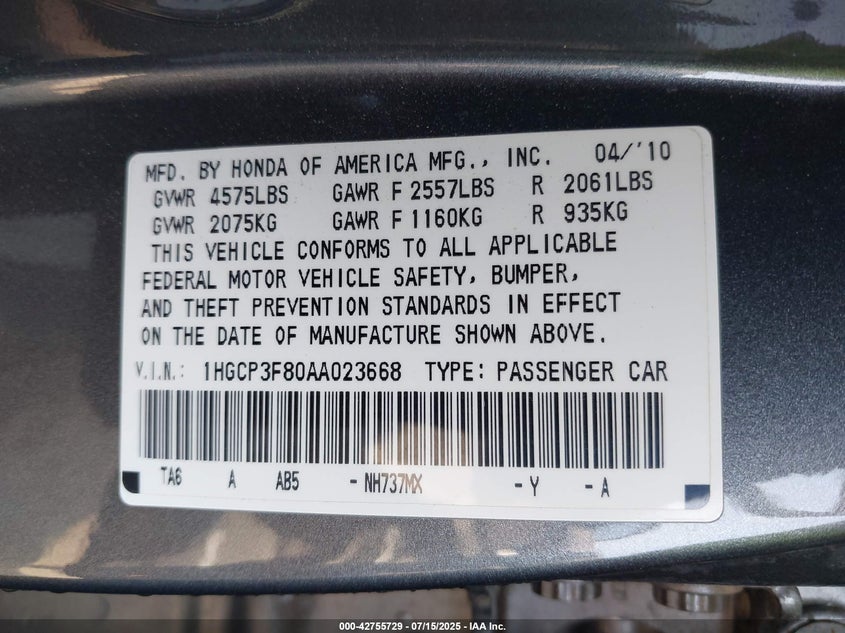 MFD. BY HONDA OF AMERICA MFG., INC. 04/'10
GVWR 4575LBS GAWR F 2557LBS R 2061LBS
GVWR 2075KG GAWR F 1160KG R 935KG
THIS VEHICLE CONFORMS TO ALL APPLICABLE
FEDERAL MOTOR VEHICLE SAFETY, BUMPER,
AND THEFT PREVENTION STANDARDS IN EFFECT
ON THE DATE OF MANUFACTURE SHOWN ABOVE.
V.I.N.: 1HGCP3F80AA023668 TYPE: PASSENGER CAR
TA6 A AB5 - NH737MX - Y - A
000-42755729 - 07/15/2025 - IAA Inc.